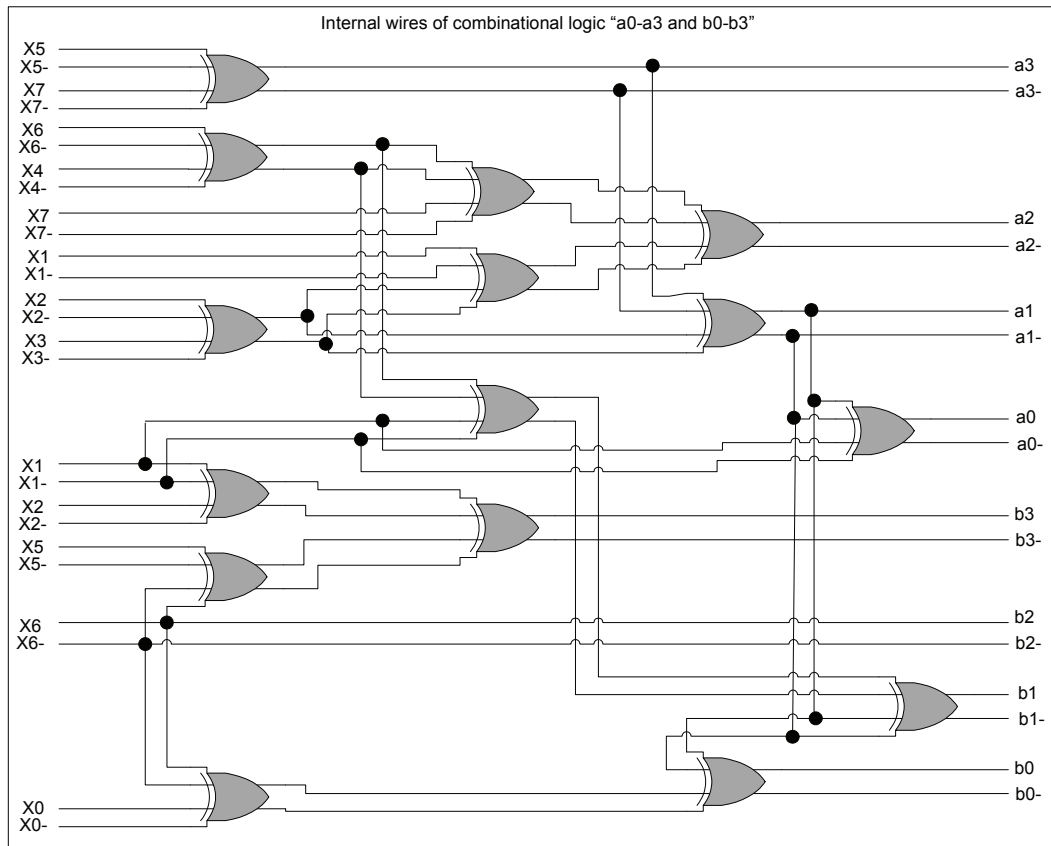 Internal wires of combinational logic “a0-a3 and b0-b3”
X5
X5-
X7
X7-
X6
X6-
X4
X4-
X7
X7-
X1
X1-
X2
X2-
X3
X3-
X1
X1-
X2
X2-
X5
X5-
X6
X6-
X0
X0-
a3
a3-
a2
a2-
a1
a1-
a0
a0-
b3
b3-
b2
b2-
b1
b1-
b0
b0-